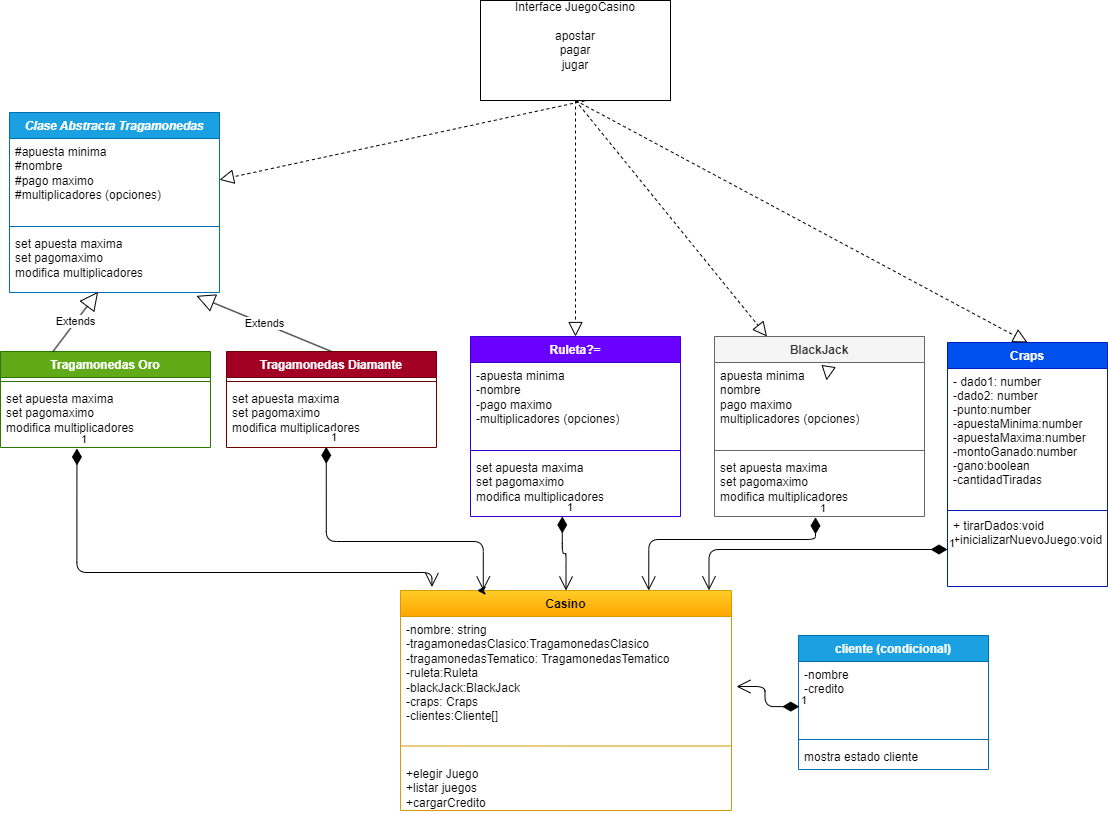 Interface JuegoCasino
apostar
pagar
jugar
Clase Abstracta Tragamonedas
#apuesta minima
#nombre
#pago maximo
#multiplicadores (opciones)
set apuesta maxima
set pagomaximo
modifica multiplicadores
Extends
Extends
Tragamonedas Oro
set apuesta maxima
set pagomaximo
modifica multiplicadores
1
Tragamonedas Diamante
set apuesta maxima
set pagomaximo
modifica multiplicadores
1
Ruleta?=
-apuesta minima
-nombre
-pago maximo
-multiplicadores (opciones)
set apuesta maxima
set pagomaximo
modifica multiplicadores
1
BlackJack
apuesta minima
nombre
pago maximo
multiplicadores (opciones)
set apuesta maxima
set pagomaximo
modifica multiplicadores
1
Craps
- dado1: number
-dado2: number
-punto:number
-apuestaMinima:number
-apuestaMaxima:number
-montoGanado:number
-gano:boolean
-cantidadTiradas
+ tirarDados:void
+inicializarNuevoJuego:void
1
Casino
-nombre: string
-tragamonedasClasico:TragamonedasClasico
-tragamonedasTematico: TragamonedasTematico
-ruleta:Ruleta
-blackJack:BlackJack
-craps: Craps
-clientes:Cliente[]
+elegir Juego
+listar juegos
+cargarCredito
cliente (condicional)
-nombre
-credito
1
mostra estado cliente